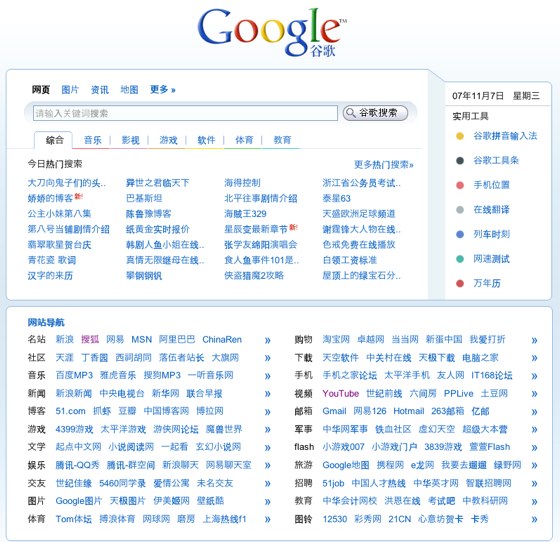 Google™
谷歌
网页 图片 资讯 地图 更多 »
请输入关键词搜索 谷歌搜索
综合 音乐 影视 游戏 软件 体育 教育
今日热门搜索 更多热门搜索»
大刀向鬼子们的头.. 异世之君临天下 海得控制 浙江省公务员考试..
娇娇的博客 新! 巴基斯坦 北平往事剧情介绍 泰星63
公主小妹第八集 陈鲁豫博客 海贼王329 天盛欧洲足球频道
第八号当铺剧情介绍 纸黄金实时报价 星辰变最新章节 新! 谢霆锋大人物在线..
翡翠歌星贺台庆 韩剧人鱼小姐在线.. 张学友绵阳演唱会 色戒免费在线播放
青花瓷 歌词 真情无限继母在线.. 食人鱼事件101是.. 白领工资标准
汉字的来历 攀钢钢钒 侠盗猎魔2攻略 屋顶上的绿宝石分..
07年11月7日 星期三
实用工具
谷歌拼音输入法
谷歌工具条
手机位置
在线翻译
列车时刻
网速测试
万年历
网站导航
名站 新浪 搜狐 网易 MSN 阿里巴巴 ChinaRen » 购物 淘宝网 卓越网 当当网 新蛋中国 我爱打折 »
社区 天涯 丁香园 西祠胡同 落伍者站长 大旗网 » 下载 天空软件 中关村在线 天极下载 电脑之家 »
音乐 百度MP3 雅虎音乐 搜狗MP3 一听音乐网 » 手机 手机之家论坛 太平洋手机 友人网 IT168论坛 »
新闻 新浪新闻 中央电视台 新华网 联合早报 » 视频 YouTube 世纪前线 六间房 PPLive 土豆网 »
博客 51.com 抓虾 豆瓣 中国博客网 博拉网 » 邮箱 Gmail 网易126 Hotmail 263邮箱 亿邮 »
游戏 4399游戏 太平洋游戏 游侠网论坛 魔兽世界 » 军事 中华网军事 铁血社区 虚幻天空 超级大本营 »
文学 起点中文网 小说阅读网 一起看 玄幻小说网 » flash 小游戏007 小游戏门户 3839游戏 萱萱Flash »
娱乐 腾讯-QQ秀 腾讯-群空间 新浪聊天 网易聊天室 » 旅游 Google地图 携程网 e龙网 我要去遛遛 绿野网 »
交友 世纪佳缘 5460同学录 爱情公寓 未名交友 » 招聘 51job 中国人才热线 中华英才网 智联招聘网 »
图片 Google图片 天极图片 伊美姬网 壁纸酷 » 教育 中华会计网校 洪恩在线 考试吧 中教科研网 »
体育 Tom体坛 搏浪体育 网球网 磨房 上海热线f1 » 图铃 12530 彩秀网 21CN 心意坊贺卡 卡秀 »